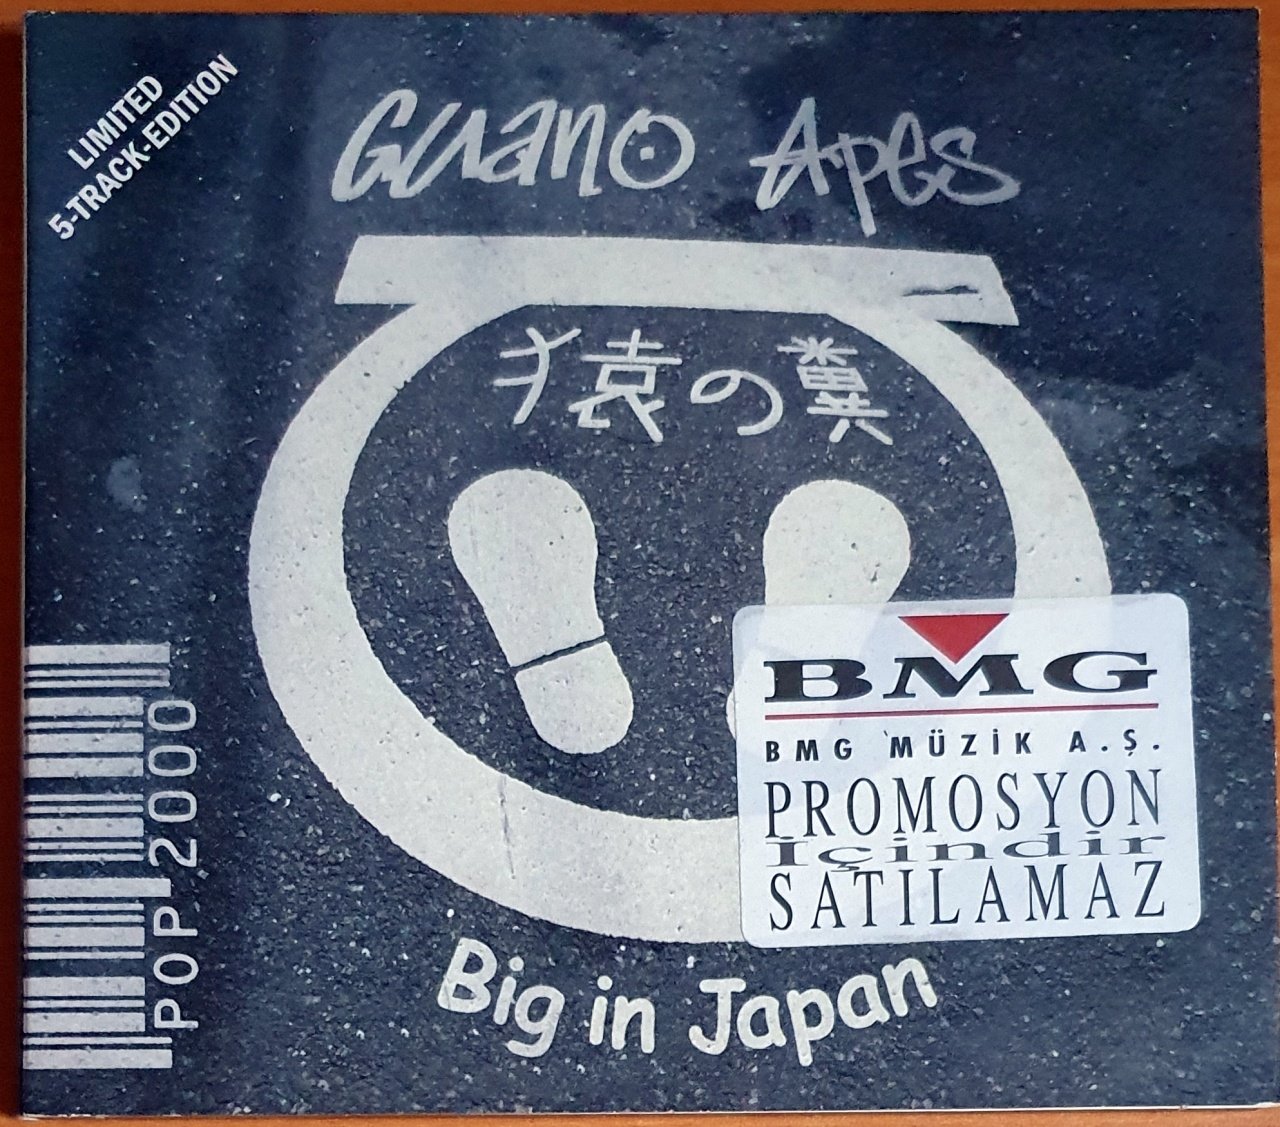 LIMITED
5-TRACK-EDITION
Guano Apes
猿の糞
BMG
BMG MÜZİK A.Ş.
PROMOSYON
İçindir
SATILAMAZ
POP 2000
Big in Japan